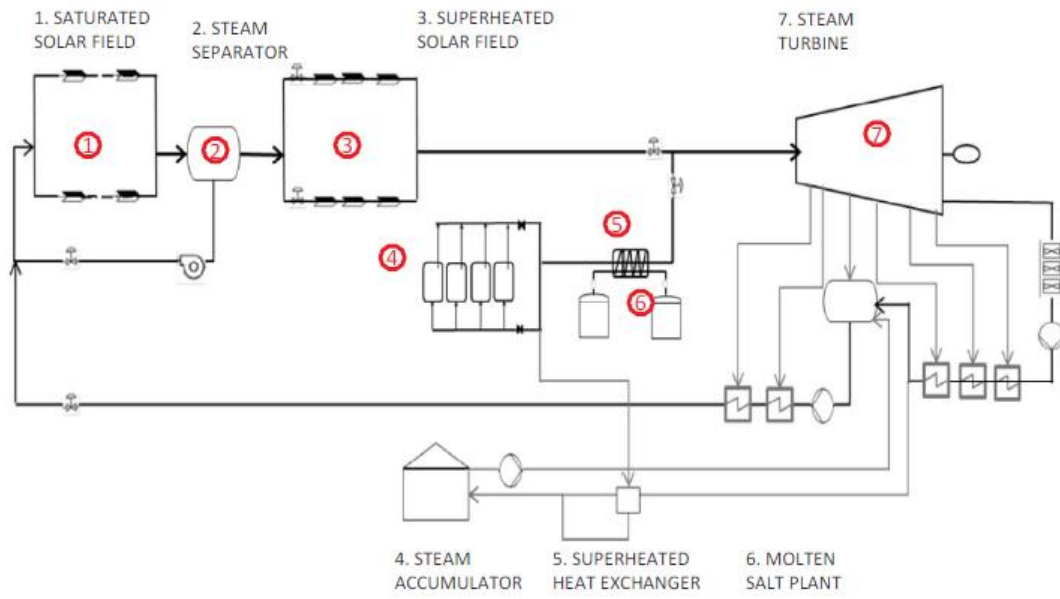 1. SATURATED
SOLAR FIELD
2. STEAM
SEPARATOR
3. SUPERHEATED
SOLAR FIELD
7. STEAM
TURBINE
1
2
3
7
5
4
6
4. STEAM
ACCUMULATOR
5. SUPERHEATED
HEAT EXCHANGER
6. MOLTEN
SALT PLANT